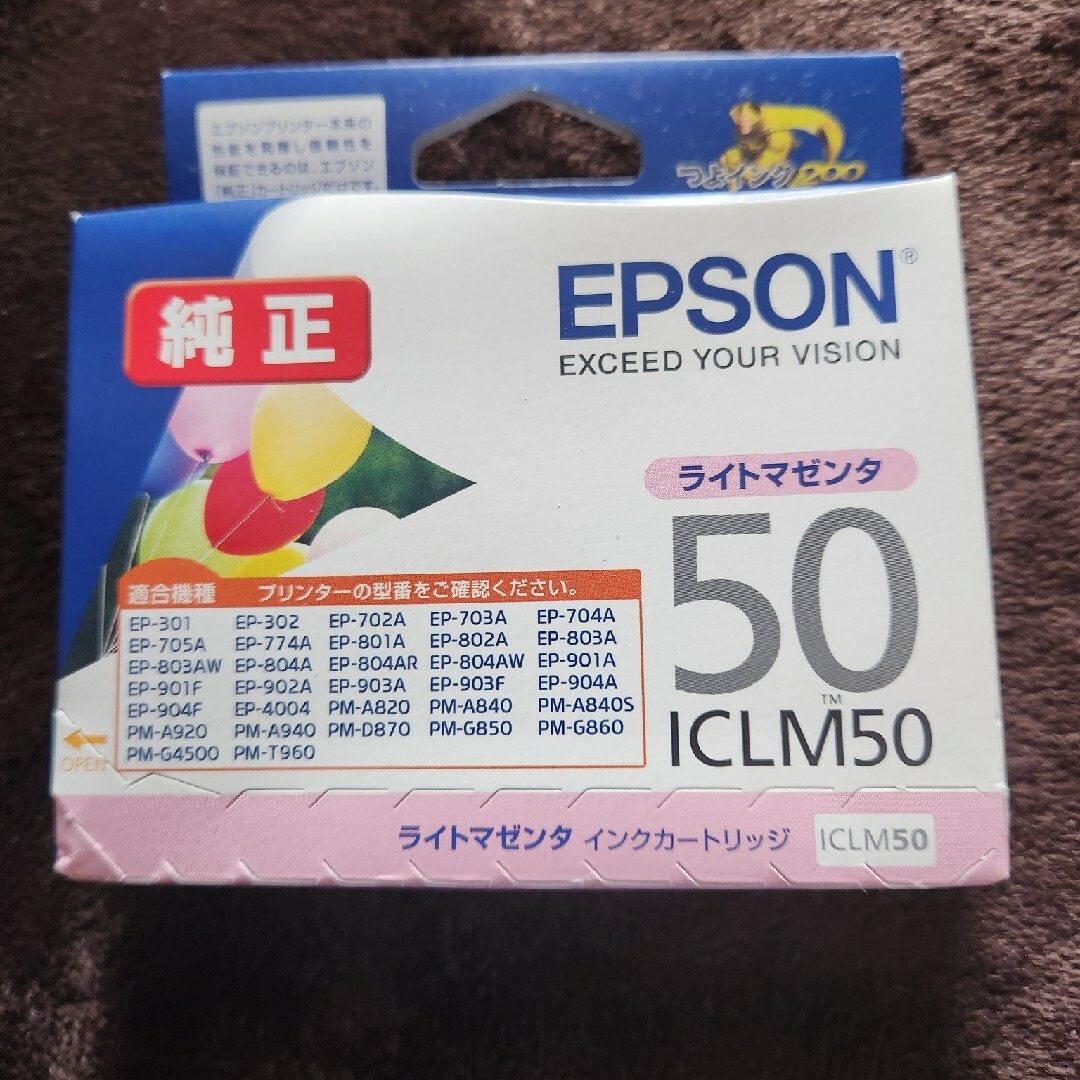 エプソンプリンター本来の
性能を発揮し信頼性を
保証できるのは、エプソン
「純正」カートリッジだけです。
つよインク200
純正
EPSON®
EXCEED YOUR VISION
ライトマゼンタ
50
ICLM50™
適合機種 プリンターの型番をご確認ください。
EP-301 EP-302 EP-702A EP-703A EP-704A
EP-705A EP-774A EP-801A EP-802A EP-803A
EP-803AW EP-804A EP-804AR EP-804AW EP-901A
EP-901F EP-902A EP-903A EP-903F EP-904A
EP-904F EP-4004 PM-A820 PM-A840 PM-A840S
PM-A920 PM-A940 PM-D870 PM-G850 PM-G860
PM-G4500 PM-T960
OPEN
ライトマゼンタ インクカートリッジ ICLM50